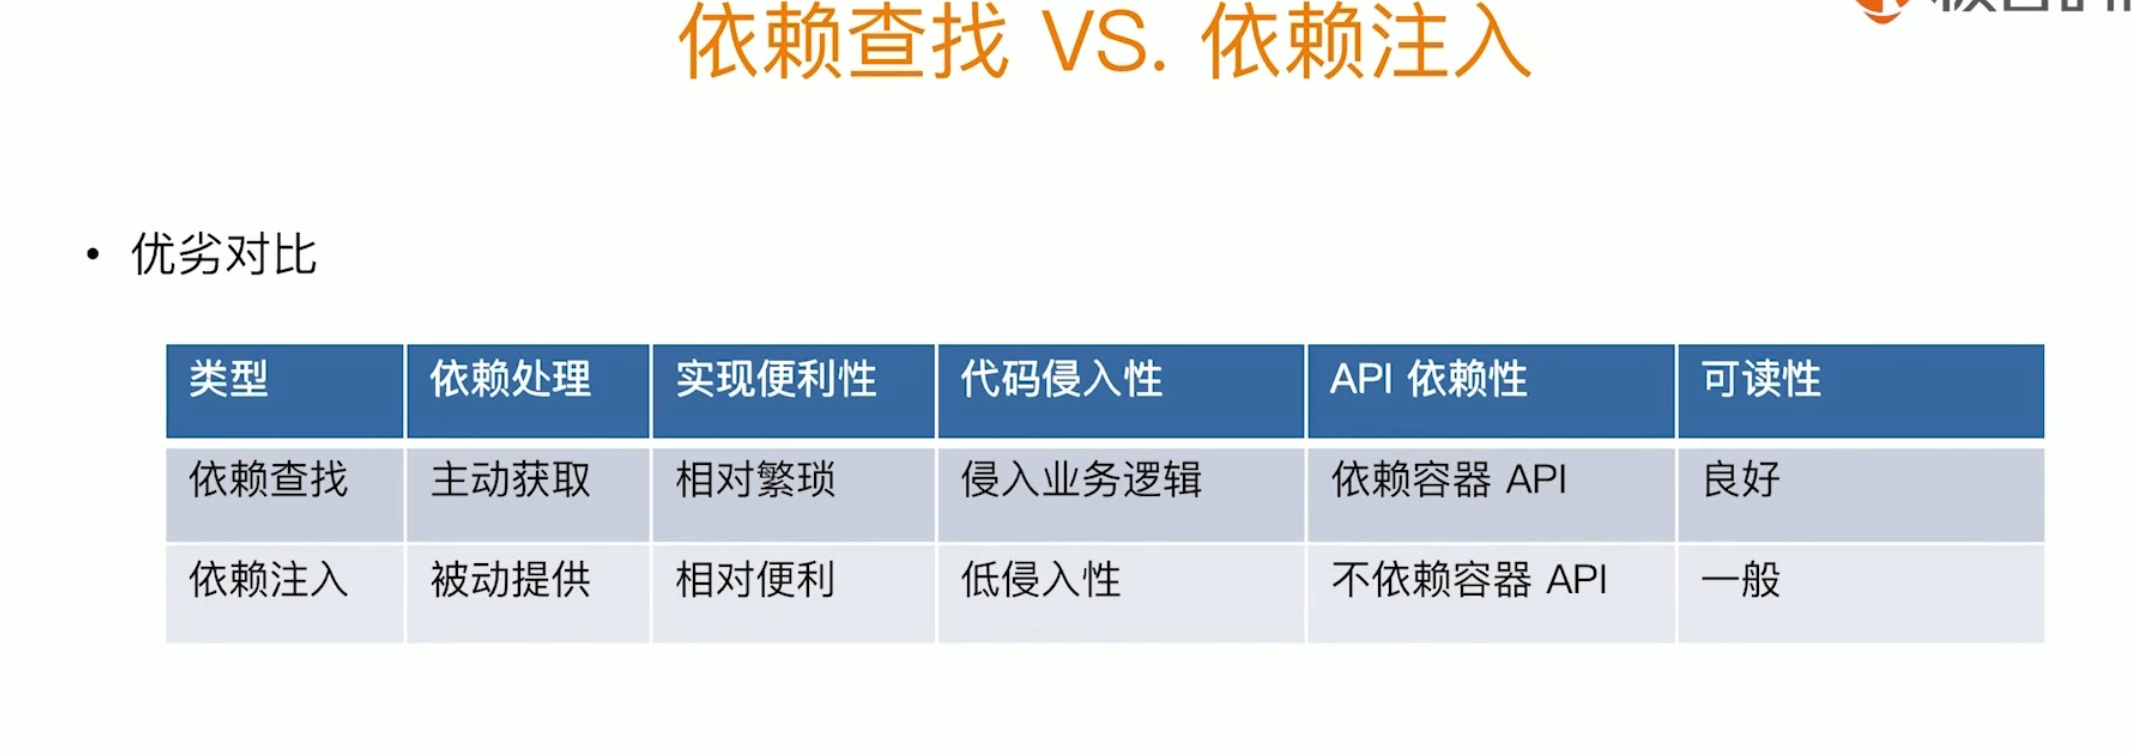 依赖查找 VS. 依赖注入
• 优劣对比
类型 依赖处理 实现便利性 代码侵入性 API 依赖性 可读性
依赖查找 主动获取 相对繁琐 侵入业务逻辑 依赖容器 API 良好
依赖注入 被动提供 相对便利 低侵入性 不依赖容器 API 一般